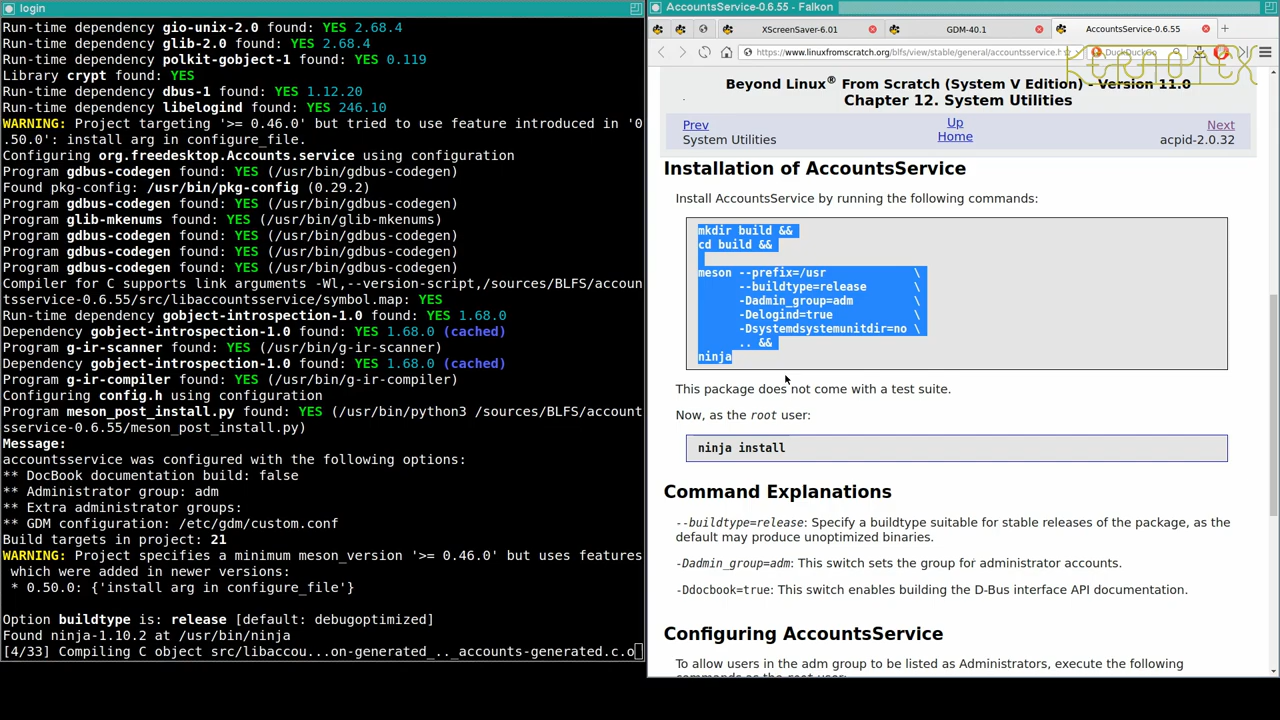 login
Run-time dependency gio-unix-2.0 found: YES 2.68.4
Run-time dependency glib-2.0 found: YES 2.68.4
Run-time dependency polkit-gobject-1 found: YES 0.119
Library crypt found: YES
Run-time dependency dbus-1 found: YES 1.12.20
Run-time dependency libelogind found: YES 246.10
WARNING: Project targeting '>= 0.46.0' but tried to use feature introduced in '0
.50.0': install arg in configure_file.
Configuring org.freedesktop.Accounts.service using configuration
Program gdbus-codegen found: YES (/usr/bin/gdbus-codegen)
Found pkg-config: /usr/bin/pkg-config (0.29.2)
Program gdbus-codegen found: YES (/usr/bin/gdbus-codegen)
Program glib-mkenums found: YES (/usr/bin/glib-mkenums)
Program gdbus-codegen found: YES (/usr/bin/gdbus-codegen)
Program gdbus-codegen found: YES (/usr/bin/gdbus-codegen)
Program gdbus-codegen found: YES (/usr/bin/gdbus-codegen)
Compiler for C supports link arguments -Wl,--version-script,/sources/BLFS/accoun
tsservice-0.6.55/src/libaccountsservice/symbol.map: YES
Run-time dependency gobject-introspection-1.0 found: YES 1.68.0
Dependency gobject-introspection-1.0 found: YES 1.68.0 (cached)
Program g-ir-scanner found: YES (/usr/bin/g-ir-scanner)
Dependency gobject-introspection-1.0 found: YES 1.68.0 (cached)
Program g-ir-compiler found: YES (/usr/bin/g-ir-compiler)
Configuring config.h using configuration
Program meson_post_install.py found: YES (/usr/bin/python3 /sources/BLFS/account
sservice-0.6.55/meson_post_install.py)
Message:
accountsservice was configured with the following options:
** DocBook documentation build: false
** Administrator group: adm
** Extra administrator groups:
** GDM configuration: /etc/gdm/custom.conf
Build targets in project: 21
WARNING: Project specifies a minimum meson_version '>= 0.46.0' but uses features
which were added in newer versions:
* 0.50.0: {'install arg in configure_file'}
Option buildtype is: release [default: debugoptimized]
Found ninja-1.10.2 at /usr/bin/ninja
[4/33] Compiling C object src/libaccou...on-generated_.._accounts-generated.c.o
AccountsService-0.6.55 - Falkon
XScreenSaver-6.01
GDM-40.1
AccountsService-0.6.55
https://www.linuxfromscratch.org/blfs/view/stable/general/accountsservice.h
DuckDuckGo
KERNOTEX
Beyond Linux® From Scratch (System V Edition) - Version 11.0
Chapter 12. System Utilities
Prev Up Next
System Utilities Home acpid-2.0.32
Installation of AccountsService
Install AccountsService by running the following commands:
mkdir build &&
cd build &&
meson --prefix=/usr \
--buildtype=release \
-Dadmin_group=adm \
-Delogind=true \
-Dsystemdsystemunitdir=no \
.. &&
ninja
This package does not come with a test suite.
Now, as the root user:
ninja install
Command Explanations
--buildtype=release: Specify a buildtype suitable for stable releases of the package, as the
default may produce unoptimized binaries.
-Dadmin_group=adm: This switch sets the group for administrator accounts.
-Ddocbook=true: This switch enables building the D-Bus interface API documentation.
Configuring AccountsService
To allow users in the adm group to be listed as Administrators, execute the following
commands as the root user: